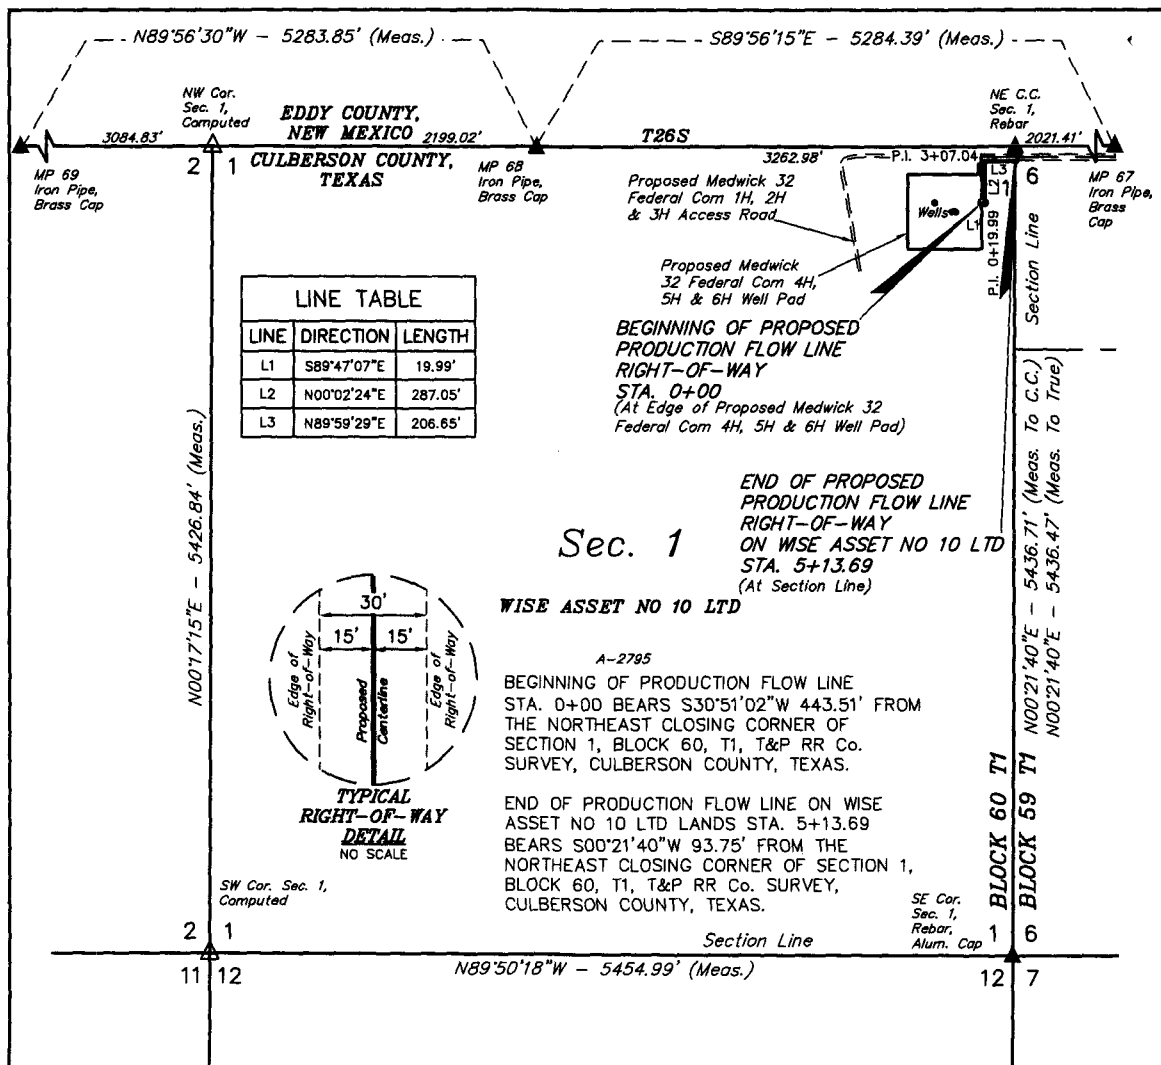 N89°56'30"W - 5283.85' (Meas.)
S89°56'15"E - 5284.39' (Meas.)
NW Cor.
Sec. 1,
Computed
EDDY COUNTY,
NEW MEXICO
3084.83'
2199.02'
T26S
NE C.C.
Sec. 1,
Rebar
2021.41'
3262.98'
P.I. 3+07.04
2 1
CULBERSON COUNTY,
TEXAS
MP 69
Iron Pipe,
Brass Cap
MP 68
Iron Pipe,
Brass Cap
MP 67
Iron Pipe,
Brass
Cap
1 6
L3
L2
L1
Wells
P.I. 0+19.99
Section Line
Proposed Medwick 32
Federal Com 1H, 2H
& 3H Access Road
Proposed Medwick
32 Federal Com 4H,
5H & 6H Well Pad
LINE TABLE
LINE DIRECTION LENGTH
L1 S89°47'07"E 19.99'
L2 N00°02'24"E 287.05'
L3 N89°59'29"E 206.65'
BEGINNING OF PROPOSED
PRODUCTION FLOW LINE
RIGHT-OF-WAY
STA. 0+00
(At Edge of Proposed Medwick 32
Federal Com 4H, 5H & 6H Well Pad)
N00°17'15"E - 5426.84' (Meas.)
N00°21'40"E - 5436.71' (Meas. To C.C.)
N00°21'40"E - 5436.47' (Meas. To True)
END OF PROPOSED
PRODUCTION FLOW LINE
RIGHT-OF-WAY
ON WISE ASSET NO 10 LTD
STA. 5+13.69
(At Section Line)
Sec. 1
WISE ASSET NO 10 LTD
30'
15' 15'
Edge of
Right-of-Way
Proposed
Centerline
Edge of
Right-of-Way
TYPICAL
RIGHT-OF-WAY
DETAIL
NO SCALE
A-2795
BEGINNING OF PRODUCTION FLOW LINE
STA. 0+00 BEARS S30°51'02"W 443.51' FROM
THE NORTHEAST CLOSING CORNER OF
SECTION 1, BLOCK 60, T1, T&P RR Co.
SURVEY, CULBERSON COUNTY, TEXAS.
END OF PRODUCTION FLOW LINE ON WISE
ASSET NO 10 LTD LANDS STA. 5+13.69
BEARS S00°21'40"W 93.75' FROM THE
NORTHEAST CLOSING CORNER OF SECTION 1,
BLOCK 60, T1, T&P RR Co. SURVEY,
CULBERSON COUNTY, TEXAS.
BLOCK 60 T1
BLOCK 59 T1
SW Cor. Sec. 1,
Computed
SE Cor.
Sec. 1,
Rebar,
Alum. Cap
2 1
Section Line
1 6
11 12
N89°50'18"W - 5454.99' (Meas.)
12 7